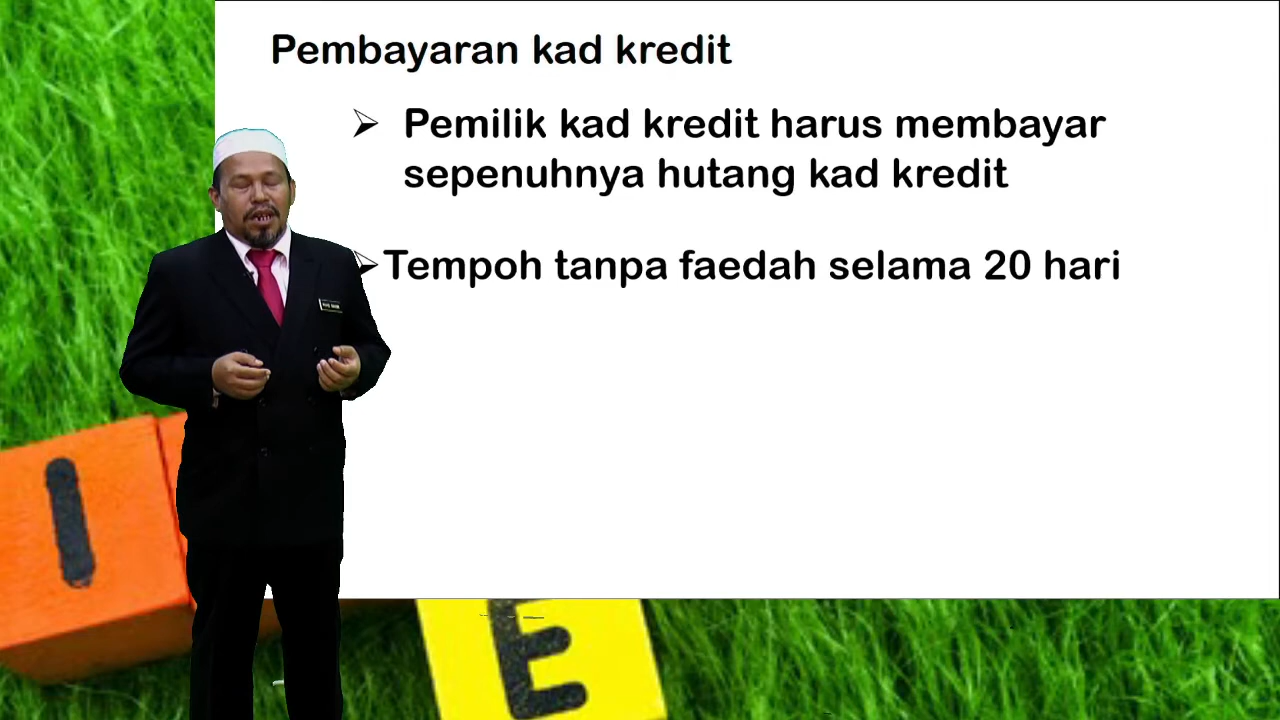 Pembayaran kad kredit
➢ Pemilik kad kredit harus membayar
sepenuhnya hutang kad kredit
➢ Tempoh tanpa faedah selama 20 hari
I
E